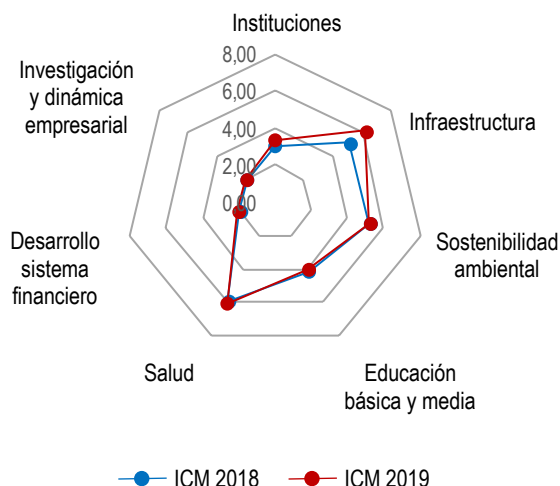 Instituciones
8,00
6,00
4,00
2,00
0,00
Investigación
y dinámica
empresarial
Infraestructura
Sostenibilidad
ambiental
Educación
básica y media
Salud
Desarrollo
sistema
financiero
ICM 2018
ICM 2019